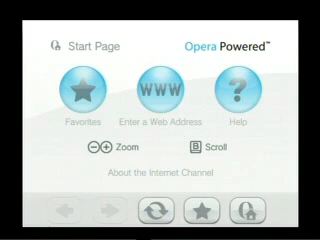 Start Page
Opera Powered™
WWW
?
Favorites
Enter a Web Address
Help
Zoom
B Scroll
About the Internet Channel